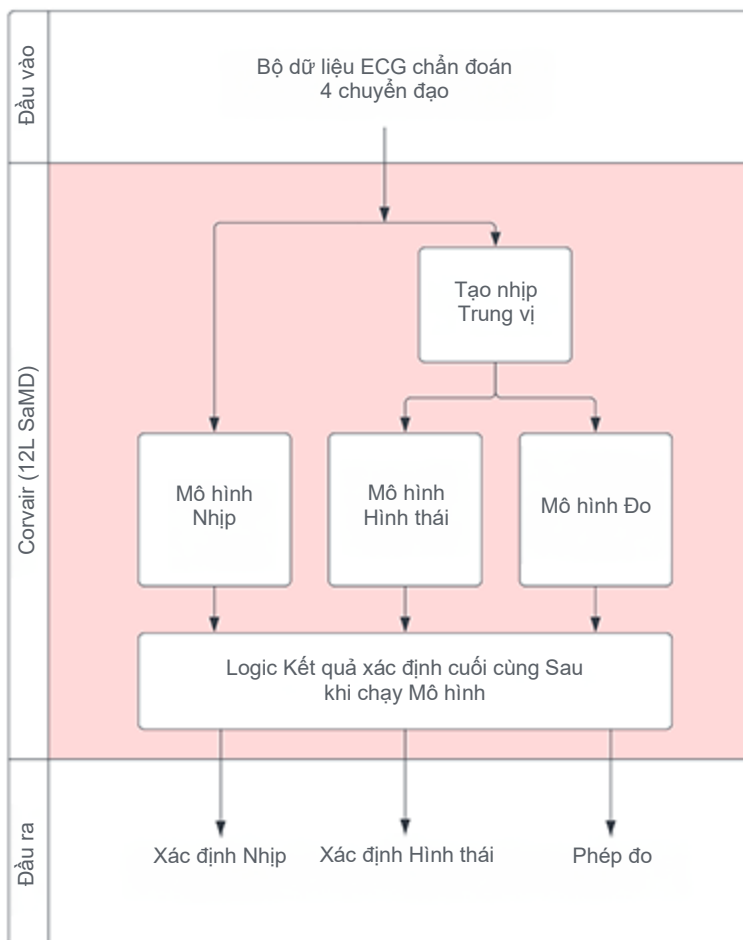 Đầu vào
Bộ dữ liệu ECG chẩn đoán
4 chuyển đạo
Corvair (12L SaMD)
Tạo nhịp
Trung vị
Mô hình
Nhịp
Mô hình
Hình thái
Mô hình Đo
Logic Kết quả xác định cuối cùng Sau
khi chạy Mô hình
Đầu ra
Xác định Nhịp
Xác định Hình thái
Phép đo